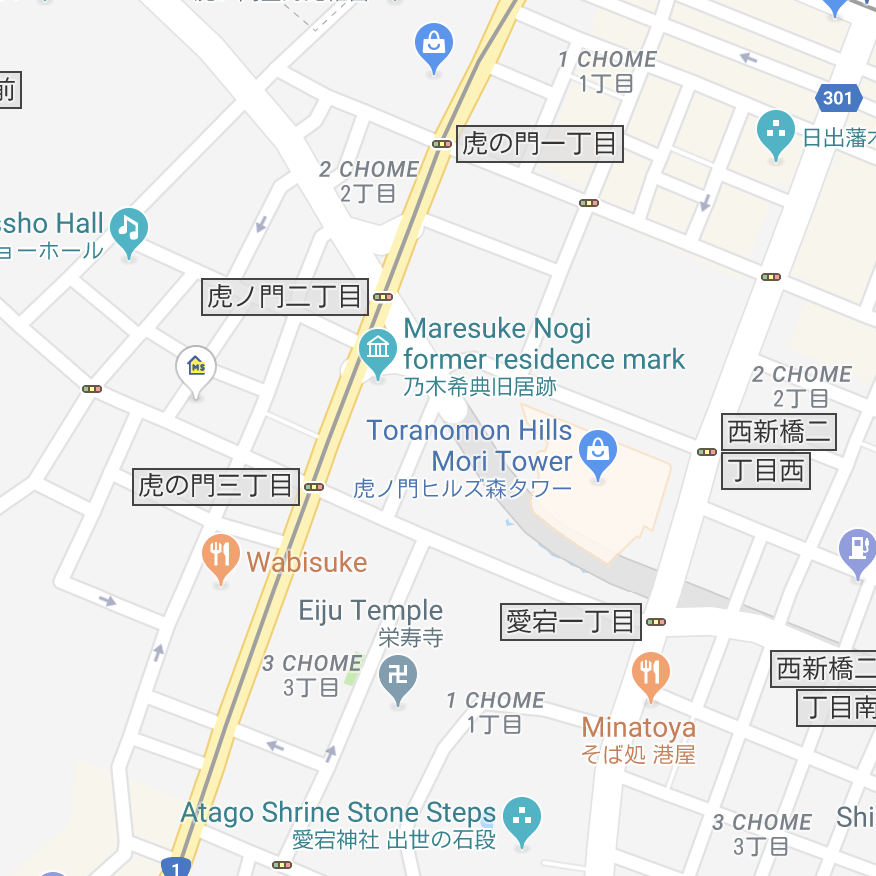 1 CHOME
1丁目
前
301
虎の門一丁目
日出藩
2 CHOME
2丁目
ssho Hall
ョーホール
虎ノ門二丁目
Maresuke Nogi
former residence mark
乃木希典旧居跡
M$
2 CHOME
2丁目
西新橋二
丁目西
Toranomon Hills
Mori Tower
虎ノ門ヒルズ森タワー
虎の門三丁目
Wabisuke
Eiju Temple
栄寿寺
愛宕一丁目
3 CHOME
3丁目
西新橋二
丁目南
1 CHOME
1丁目
Minatoya
そば処 港屋
Atago Shrine Stone Steps
愛宕神社 出世の石段
3 CHOME
3丁目
Shi
1